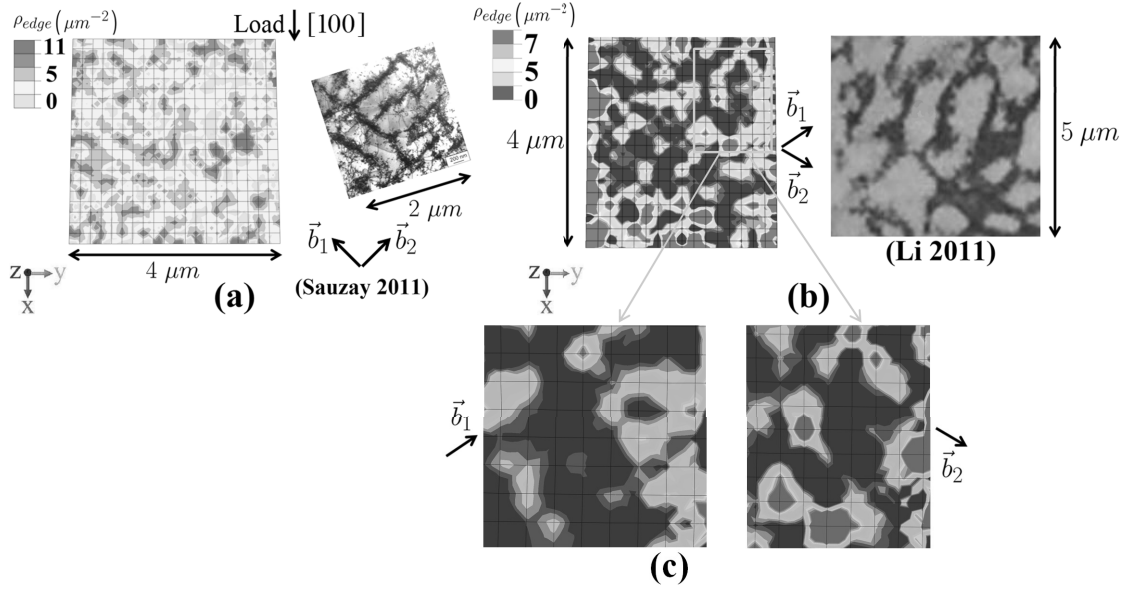 ρ_edge (μm⁻²)
11
5
0
Load ↓ [100]
200 nm
2 μm
b⃗₁
b⃗₂
(Sauzay 2011)
4 μm
z
y
x
(a)
ρ_edge (μm⁻²)
7
5
0
4 μm
b⃗₁
b⃗₂
5 μm
(Li 2011)
z
y
x
(b)
b⃗₁
b⃗₂
(c)